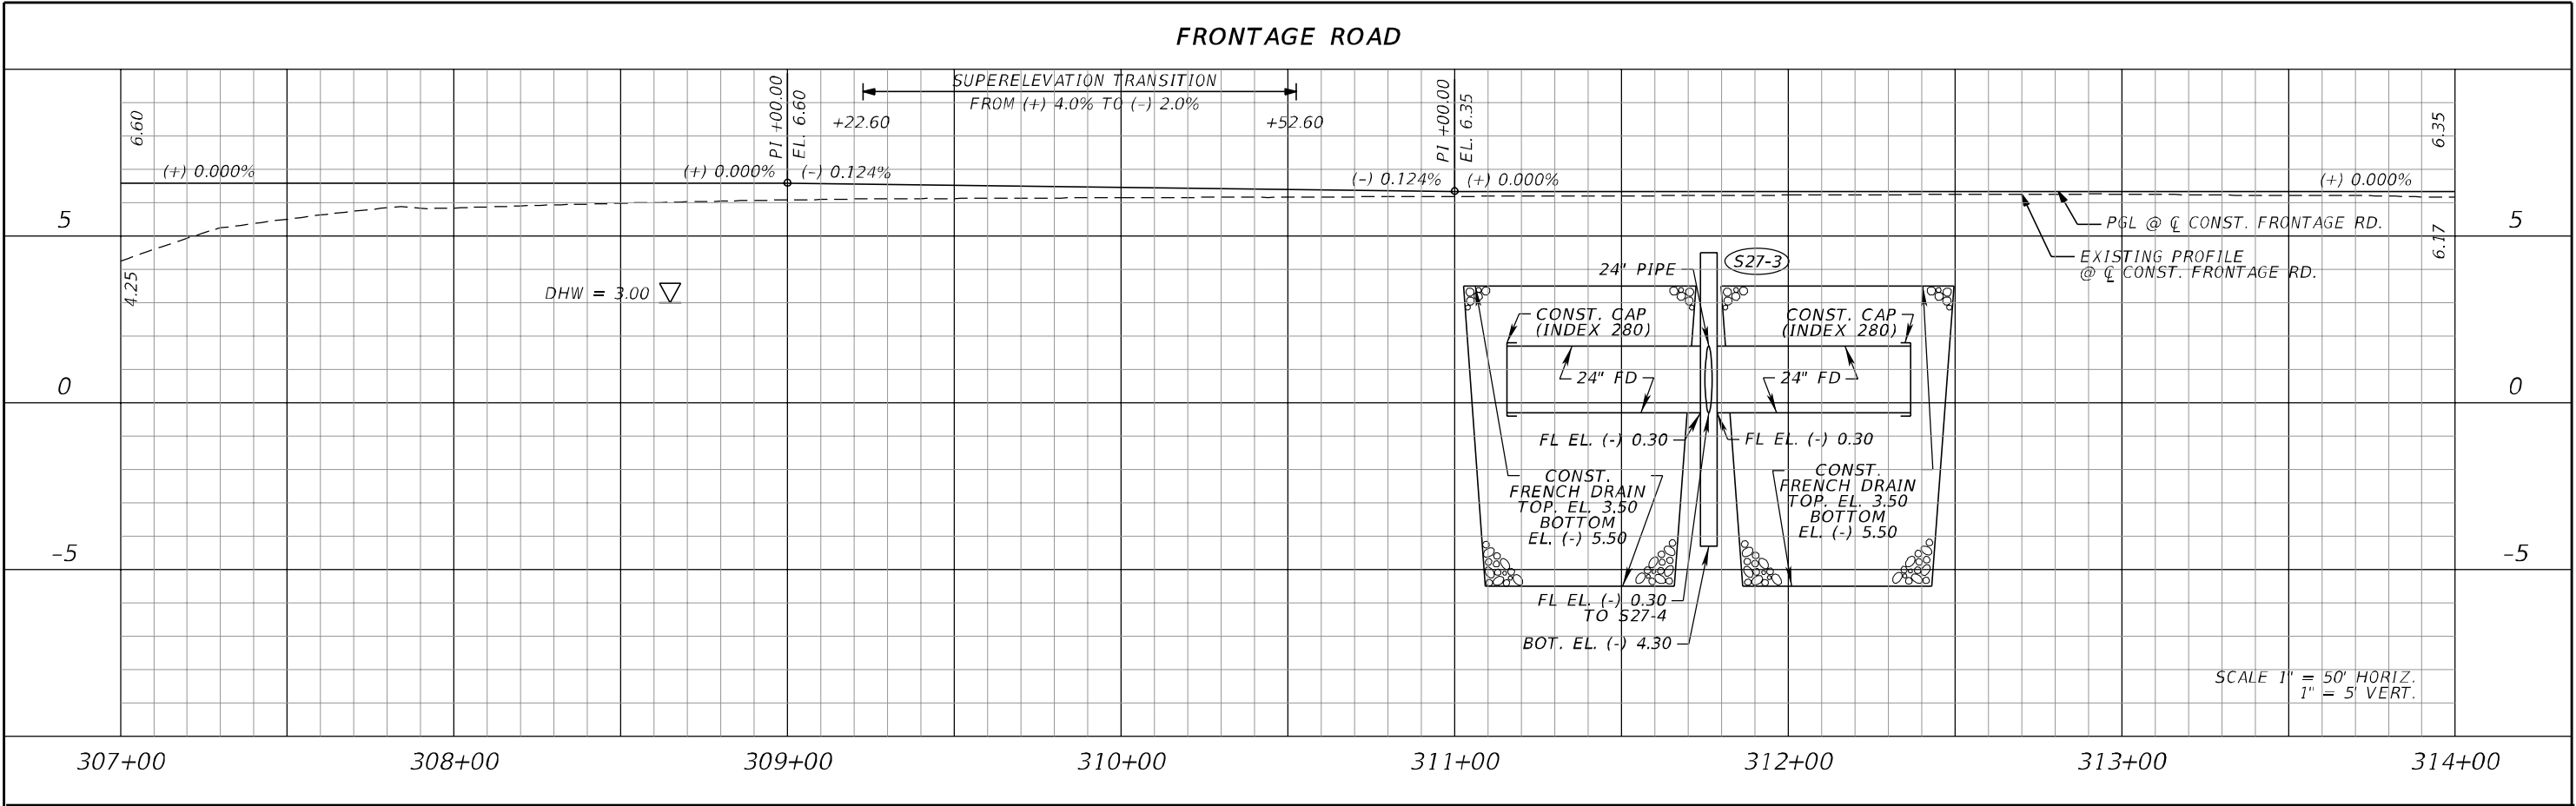 FRONTAGE ROAD
SUPERELEVATION TRANSITION
FROM (+) 4.0% TO (-) 2.0%
+22.60
+52.60
6.60
PI +00.00
EL. 6.60
PI +00.00
EL. 6.35
6.35
(+) 0.000%
(+) 0.000%
(-) 0.124%
(-) 0.124%
(+) 0.000%
(+) 0.000%
5
5
PGL @ ℄ CONST. FRONTAGE RD.
6.17
EXISTING PROFILE
@ ℄ CONST. FRONTAGE RD.
4.25
DHW = 3.00
24" PIPE
S27-3
CONST. CAP
(INDEX 280)
CONST. CAP
(INDEX 280)
0
24" FD
24" FD
0
FL EL. (-) 0.30
FL EL. (-) 0.30
CONST.
FRENCH DRAIN
TOP. EL. 3.50
BOTTOM
EL. (-) 5.50
CONST.
FRENCH DRAIN
TOP. EL. 3.50
BOTTOM
EL. (-) 5.50
-5
-5
FL EL. (-) 0.30
TO S27-4
BOT. EL. (-) 4.30
SCALE 1" = 50' HORIZ.
1" = 5' VERT.
307+00
308+00
309+00
310+00
311+00
312+00
313+00
314+00